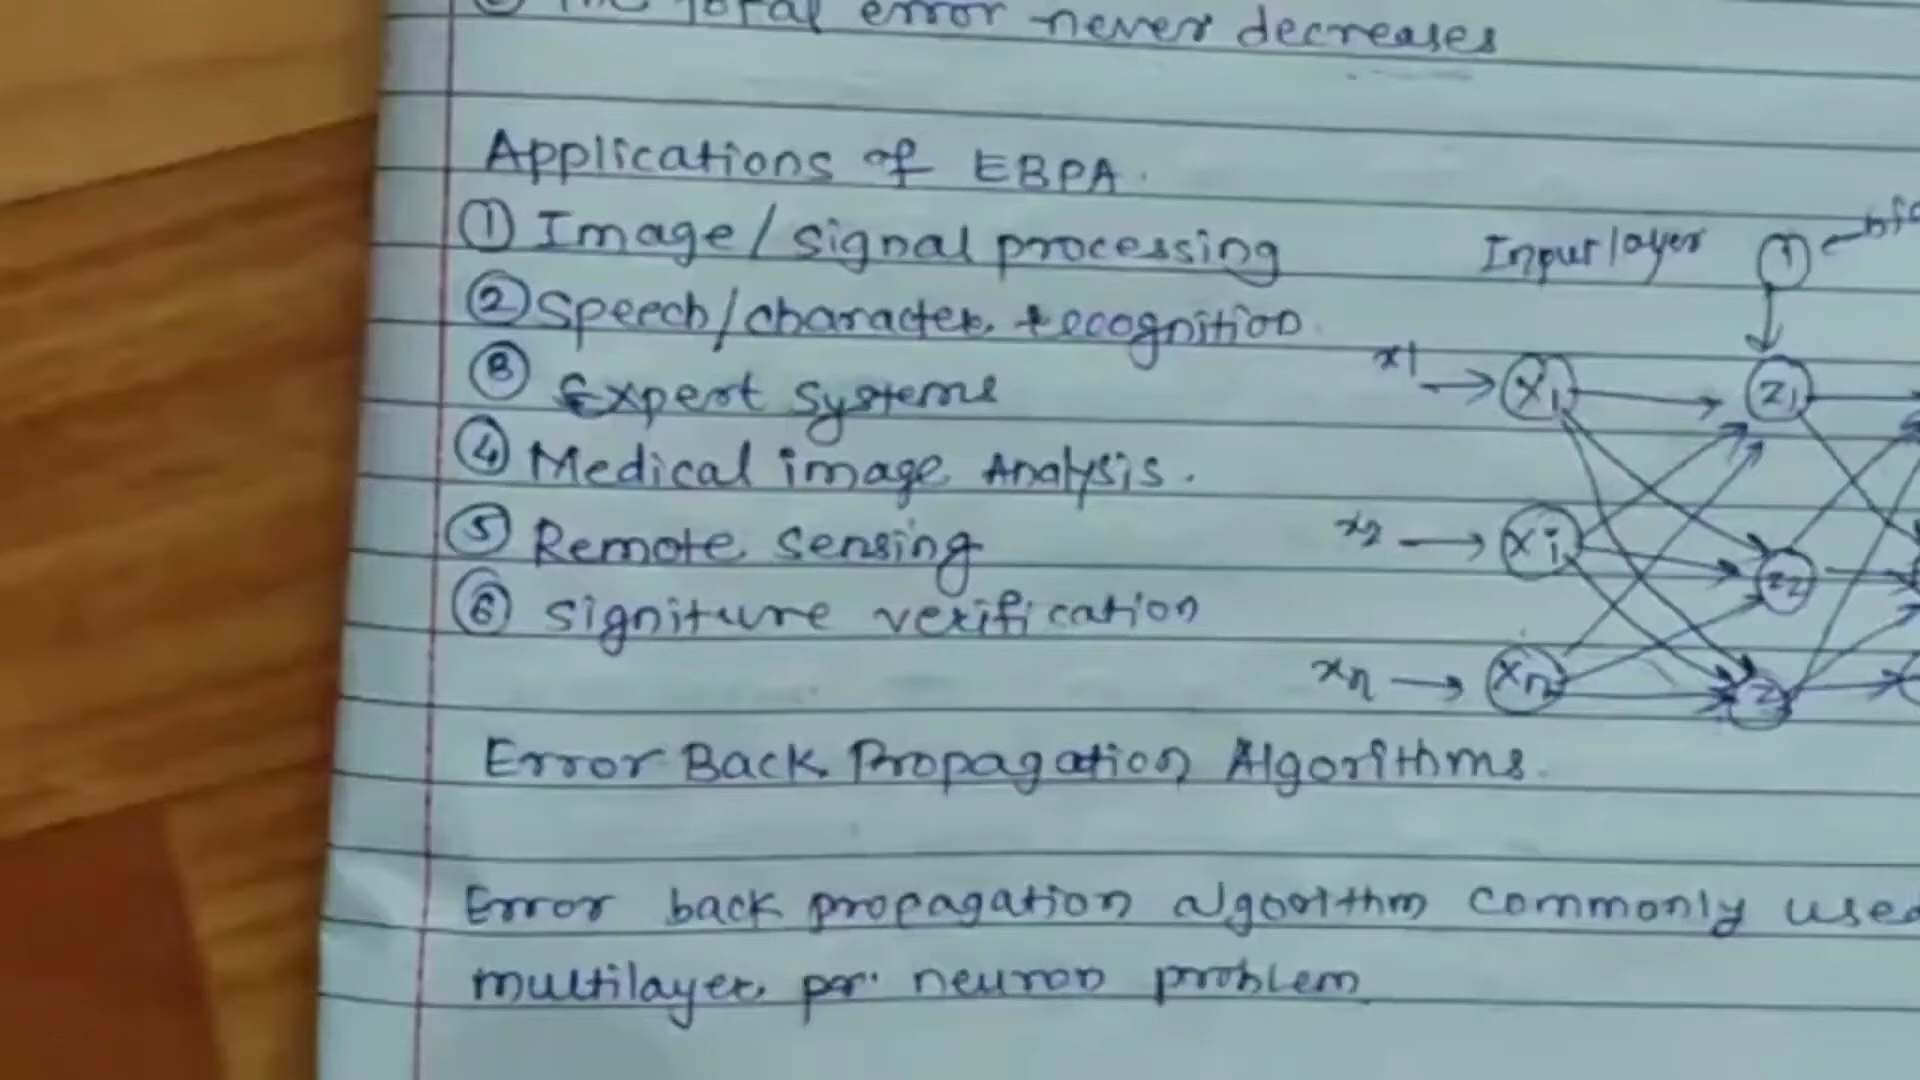 The total error never decreases
Applications of EBPA.
① Image/signal processing
② Speech/character recognition
③ Expert systems
④ Medical image Analysis.
⑤ Remote sensing
⑥ signiture verification
Input layer
1
x1 → X1 Z1
x2 → Xi Z2
xn → Xn Z
Error Back Propagation Algorithms.
Error back propagation algorithm commonly used
multilayer per. neuron problem